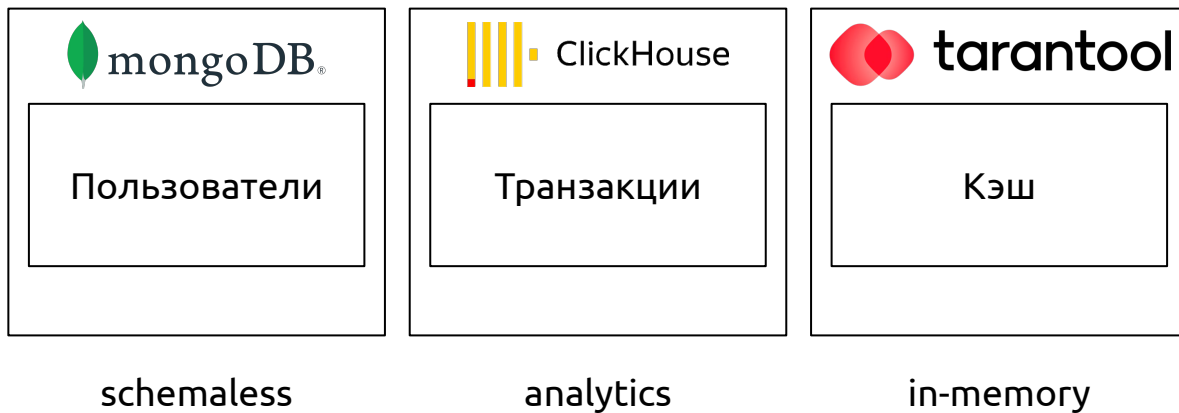 mongoDB®
ClickHouse
tarantool
Пользователи
Транзакции
Кэш
schemaless
analytics
in-memory